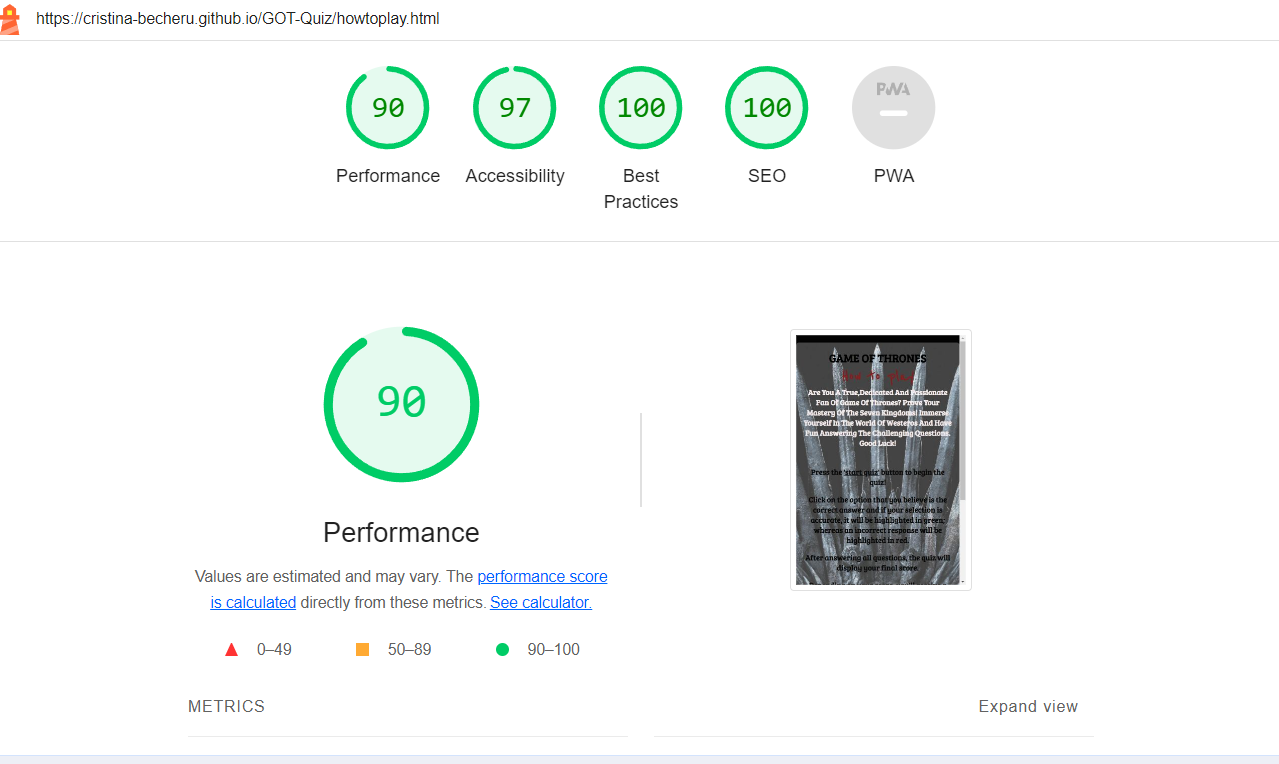 https://cristina-becheru.github.io/GOT-Quiz/howtoplay.html
90
97
100
100
PWA
Performance
Accessibility
Best
Practices
SEO
PWA
90
GAME OF THRONES
How to play
Are You A True,Dedicated And Passionate
Fan Of Game Of Thrones? Prove Your
Mastery Of The Seven Kingdoms! Immerse
Yourself In The World Of Westeros And Have
Fun Answering The Challenging Questions.
Good Luck!
Press the 'start quiz' button to begin the
quiz!
Click on the option that you believe is the
correct answer and if your selection is
accurate, it will be highlighted in green;
whereas an incorrect response will be
highlighted in red.
After answering all questions, the quiz will
display your final score.
Performance
Values are estimated and may vary. The performance score
is calculated directly from these metrics. See calculator.
0–49
50–89
90–100
METRICS
Expand view